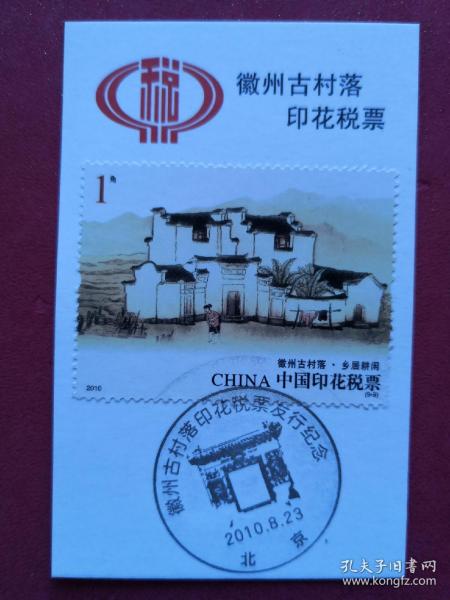 税
徽州古村落
印花税票
1角
徽州古村落·乡居耕闲
2010
CHINA 中国印花税票
(9-9)
徽州古村落印花税票发行纪念
2010.8.23
北京
孔夫子旧书网
www.kongfz.com